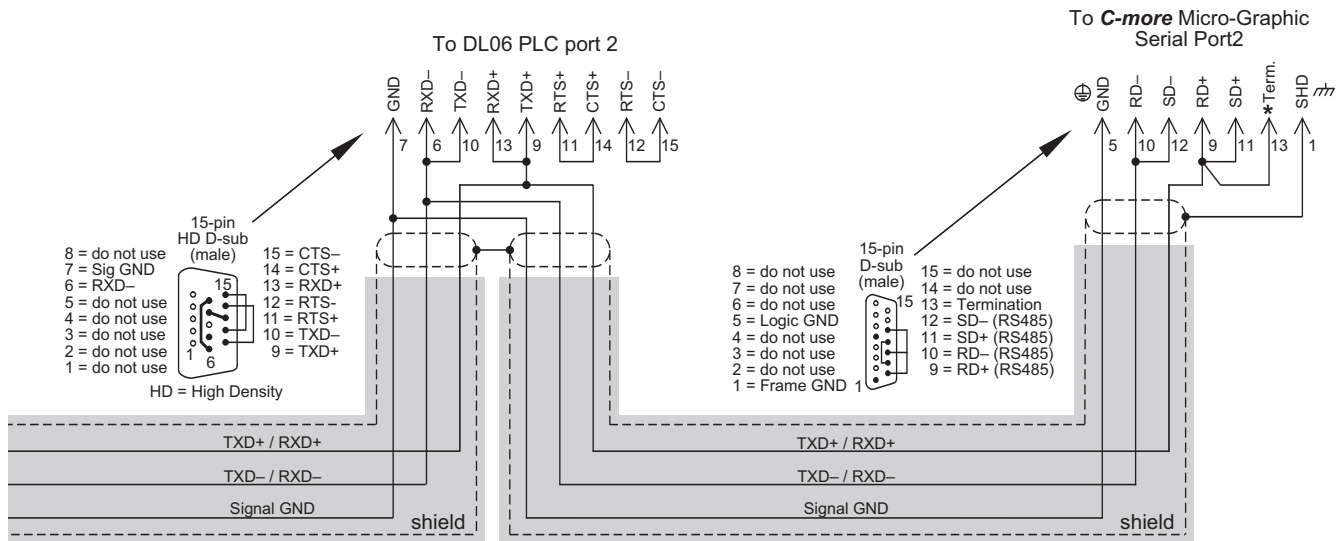 To DL06 PLC port 2
GND
RXD–
TXD–
RXD+
TXD+
RTS+
CTS+
RTS–
CTS–
7
6
10
13
9
11
14
12
15
15-pin
HD D-sub
(male)
8 = do not use
7 = Sig GND
6 = RXD–
5 = do not use
4 = do not use
3 = do not use
2 = do not use
1 = do not use
15
1
6
15 = CTS–
14 = CTS+
13 = RXD+
12 = RTS-
11 = RTS+
10 = TXD–
9 = TXD+
HD = High Density
To C-more Micro-Graphic
Serial Port2
GND
RD–
SD–
RD+
SD+
*Term.
SHD
5
10
12
9
11
13
1
15-pin
D-sub
(male)
8 = do not use
7 = do not use
6 = do not use
5 = Logic GND
4 = do not use
3 = do not use
2 = do not use
1 = Frame GND
15
1
15 = do not use
14 = do not use
13 = Termination
12 = SD– (RS485)
11 = SD+ (RS485)
10 = RD– (RS485)
9 = RD+ (RS485)
TXD+ / RXD+
TXD– / RXD–
Signal GND
shield
TXD+ / RXD+
TXD– / RXD–
Signal GND
shield